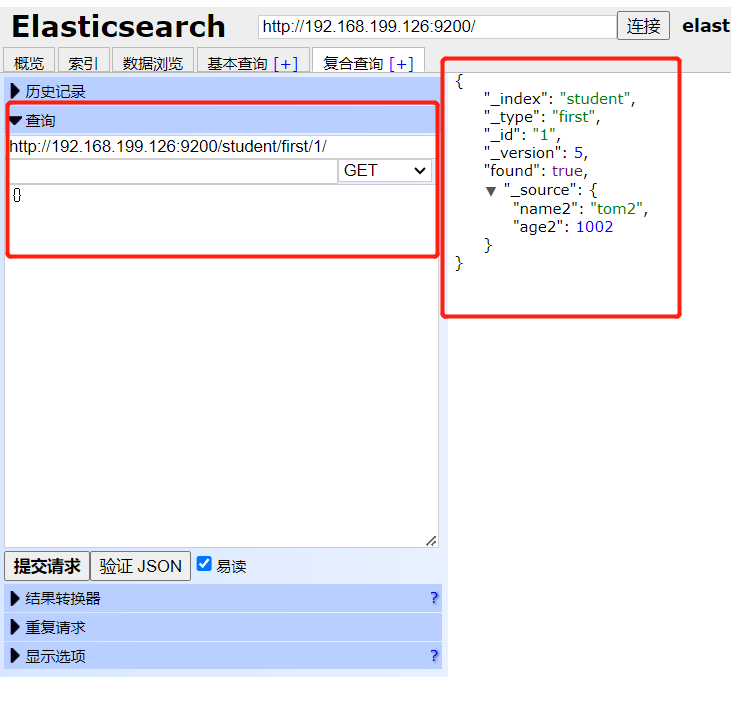 Elasticsearch
http://192.168.199.126:9200/
连接
elast
概览
索引
数据浏览
基本查询 [+]
复合查询 [+]
历史记录
查询
http://192.168.199.126:9200/student/first/1/
GET
{}
提交请求
验证 JSON
易读
结果转换器
?
重复请求
显示选项
?
{
"_index": "student",
"_type": "first",
"_id": "1",
"_version": 5,
"found": true,
▼ "_source": {
"name2": "tom2",
"age2": 1002
}
}